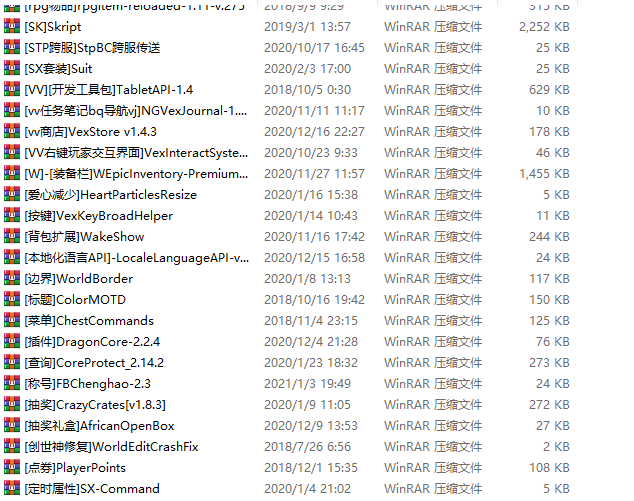 [rpg物品]rpgitem-reloaded-1.11-v.275 2018/9/9 9:29 WinRAR 压缩文件 515 KB
[SK]Skript 2019/3/1 13:57 WinRAR 压缩文件 2,252 KB
[STP跨服]StpBC跨服传送 2020/10/17 16:45 WinRAR 压缩文件 25 KB
[SX套装]Suit 2020/2/3 17:00 WinRAR 压缩文件 25 KB
[VV][开发工具包]TabletAPI-1.4 2018/10/5 0:30 WinRAR 压缩文件 629 KB
[vv任务笔记bq导航vj]NGVexJournal-1.... 2020/11/11 11:17 WinRAR 压缩文件 10 KB
[vv商店]VexStore v1.4.3 2020/12/16 22:27 WinRAR 压缩文件 178 KB
[VV右键玩家交互界面]VexInteractSyste... 2020/10/23 9:33 WinRAR 压缩文件 46 KB
[W]-[装备栏]WEpicInventory-Premium... 2020/11/27 11:57 WinRAR 压缩文件 1,455 KB
[爱心减少]HeartParticlesResize 2020/1/16 15:38 WinRAR 压缩文件 5 KB
[按键]VexKeyBroadHelper 2020/1/14 10:43 WinRAR 压缩文件 11 KB
[背包扩展]WakeShow 2020/11/16 17:42 WinRAR 压缩文件 244 KB
[本地化语言API]-LocaleLanguageAPI-v... 2020/12/15 16:58 WinRAR 压缩文件 24 KB
[边界]WorldBorder 2020/1/8 13:13 WinRAR 压缩文件 117 KB
[标题]ColorMOTD 2018/10/16 19:42 WinRAR 压缩文件 150 KB
[菜单]ChestCommands 2018/11/4 23:15 WinRAR 压缩文件 125 KB
[插件]DragonCore-2.2.4 2020/12/4 21:28 WinRAR 压缩文件 76 KB
[查询]CoreProtect_2.14.2 2020/1/23 18:32 WinRAR 压缩文件 273 KB
[称号]FBChenghao-2.3 2021/1/3 19:49 WinRAR 压缩文件 24 KB
[抽奖]CrazyCrates[v1.8.3] 2020/1/9 11:05 WinRAR 压缩文件 272 KB
[抽奖礼盒]AfricanOpenBox 2020/12/9 13:53 WinRAR 压缩文件 27 KB
[创世神修复]WorldEditCrashFix 2018/7/26 6:56 WinRAR 压缩文件 2 KB
[点券]PlayerPoints 2018/12/1 15:35 WinRAR 压缩文件 108 KB
[定时属性]SX-Command 2020/1/4 21:02 WinRAR 压缩文件 5 KB